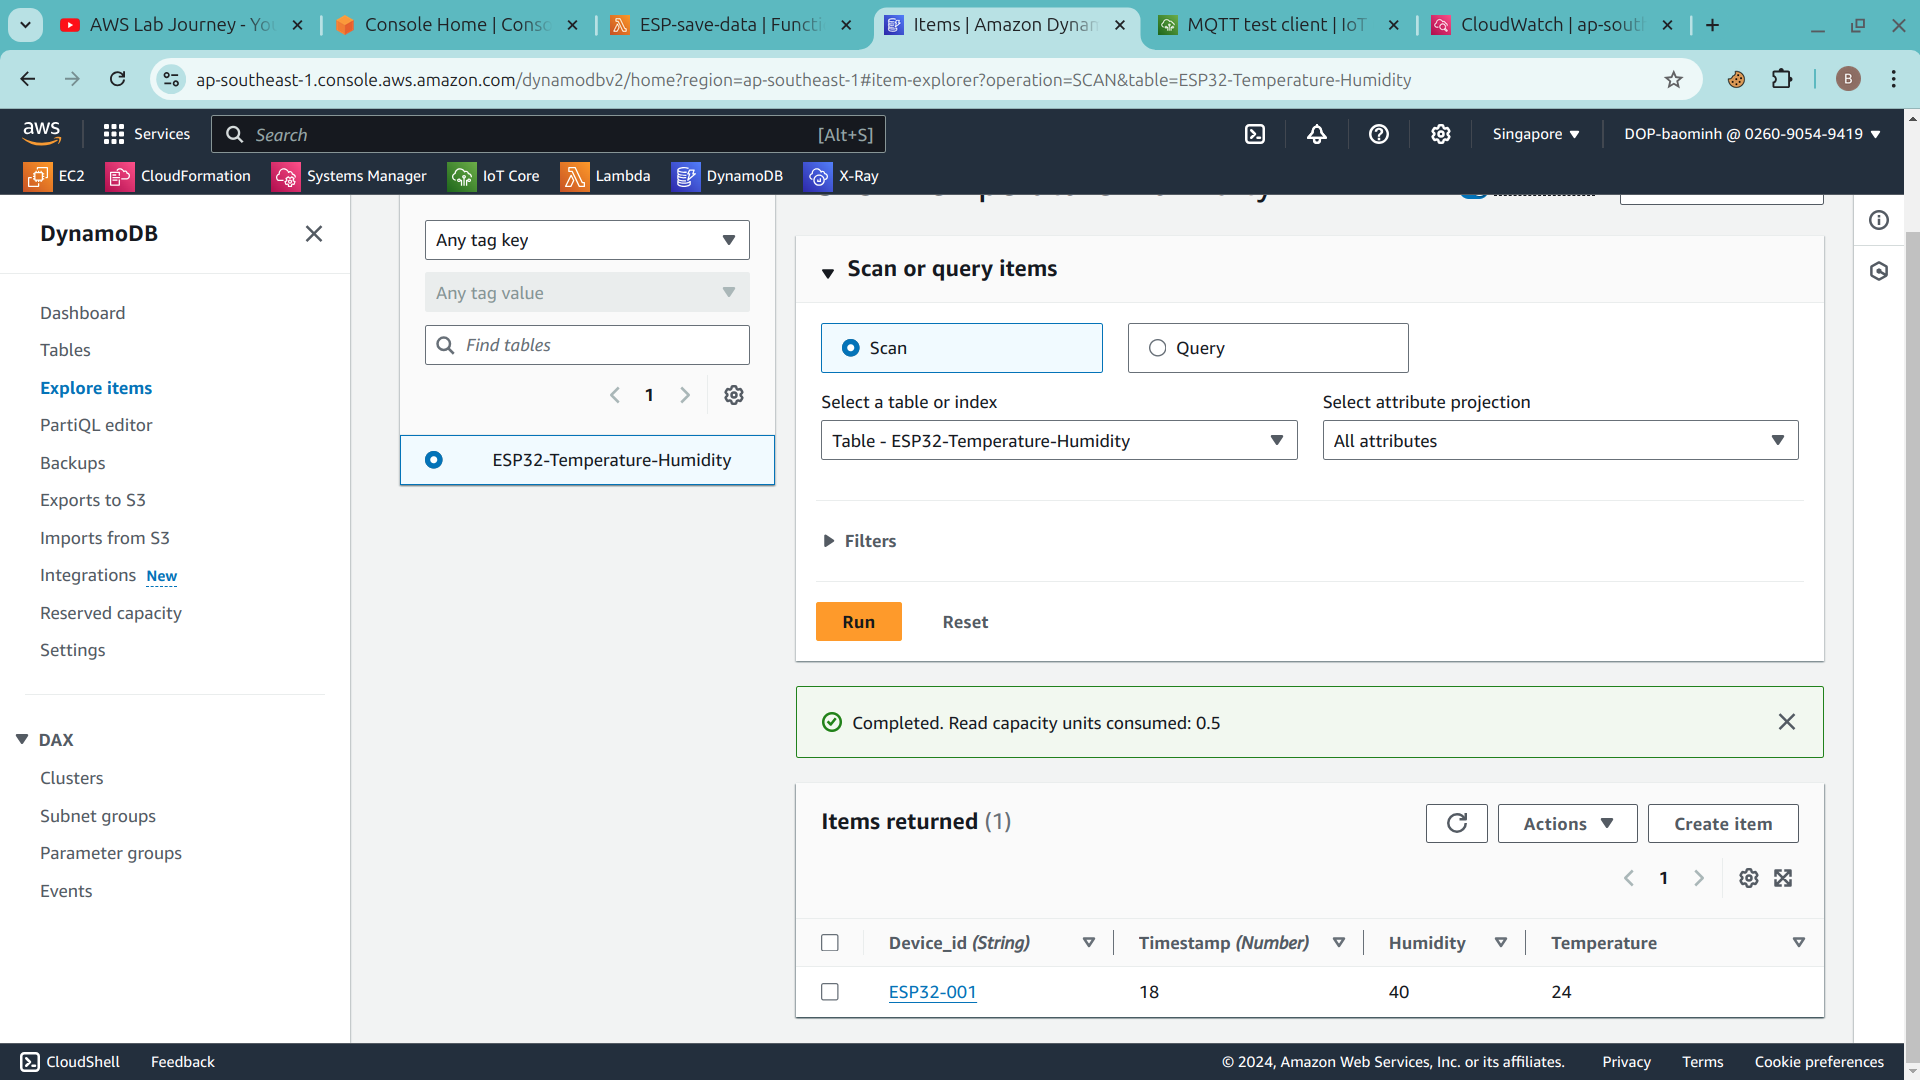 AWS Lab Journey - Yo
Console Home | Conso
ESP-save-data | Functi
Items | Amazon Dynam
MQTT test client | IoT
CloudWatch | ap-south
ap-southeast-1.console.aws.amazon.com/dynamodbv2/home?region=ap-southeast-1#item-explorer?operation=SCAN&table=ESP32-Temperature-Humidity
B
aws
Services
Search
[Alt+S]
Singapore
DOP-baominh @ 0260-9054-9419
EC2
CloudFormation
Systems Manager
IoT Core
Lambda
DynamoDB
X-Ray
DynamoDB
Dashboard
Tables
Explore items
PartiQL editor
Backups
Exports to S3
Imports from S3
Integrations New
Reserved capacity
Settings
DAX
Clusters
Subnet groups
Parameter groups
Events
Any tag key
Any tag value
Find tables
1
ESP32-Temperature-Humidity
Scan or query items
Scan
Query
Select a table or index
Select attribute projection
Table - ESP32-Temperature-Humidity
All attributes
Filters
Run
Reset
Completed. Read capacity units consumed: 0.5
Items returned (1)
Actions
Create item
1
Device_id (String)
Timestamp (Number)
Humidity
Temperature
ESP32-001
18
40
24
CloudShell
Feedback
© 2024, Amazon Web Services, Inc. or its affiliates.
Privacy
Terms
Cookie preferences